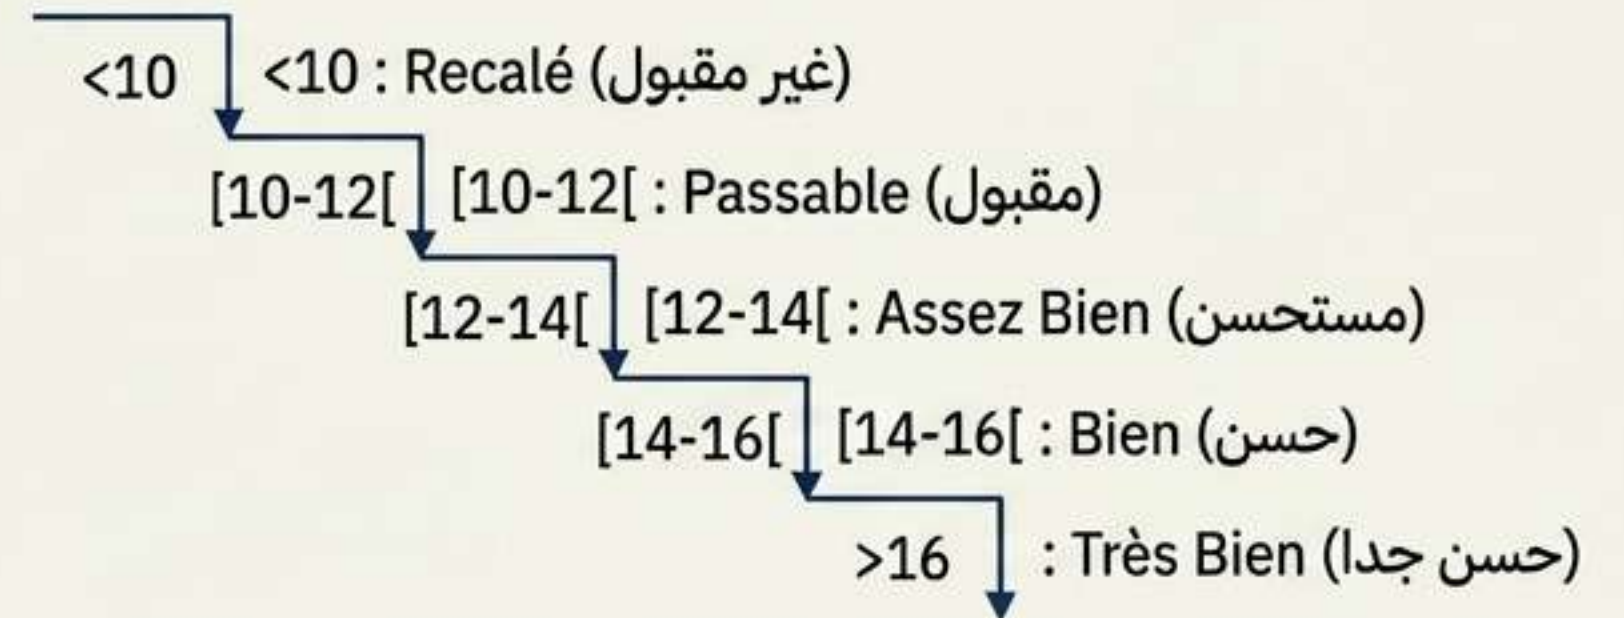 <10 <10 : Recalé (غير مقبول)
[10-12[ [10-12[ : Passable (مقبول)
[12-14[ [12-14[ : Assez Bien (مستحسن)
[14-16[ [14-16[ : Bien (حسن)
>16 : Très Bien (حسن جدا)